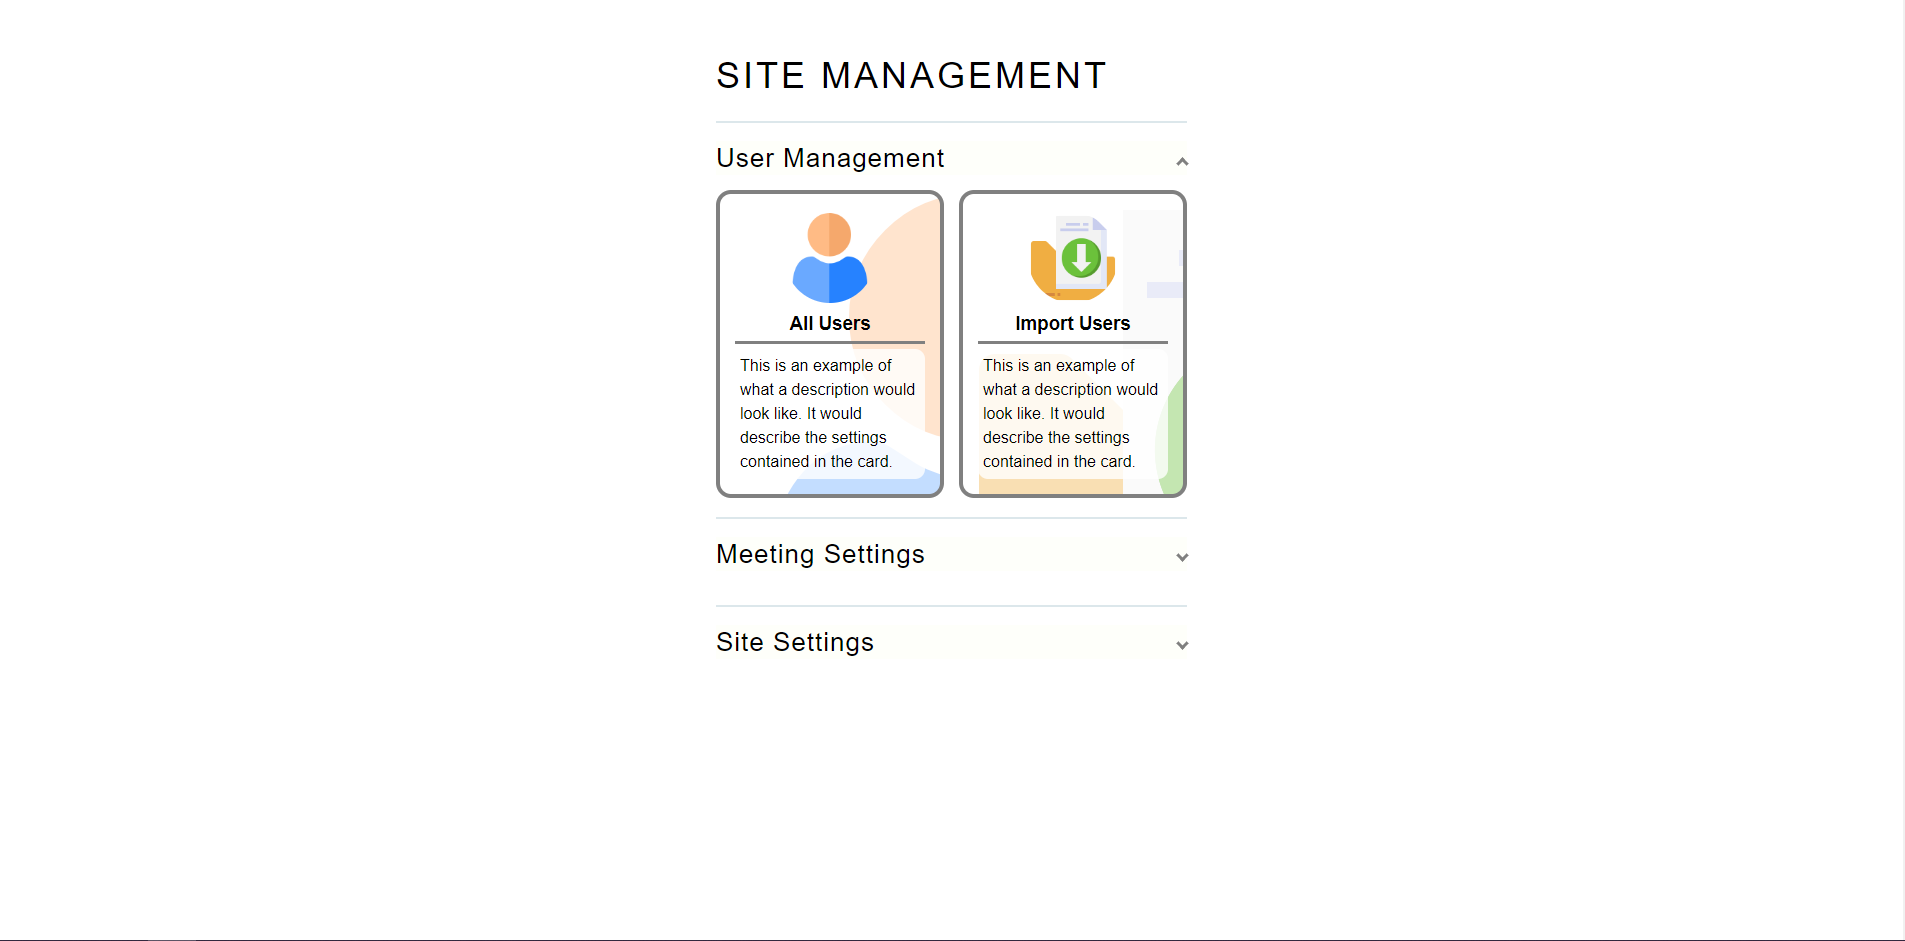 SITE MANAGEMENT
User Management
All Users
This is an example of
what a description would
look like. It would
describe the settings
contained in the card.
Import Users
This is an example of
what a description would
look like. It would
describe the settings
contained in the card.
Meeting Settings
Site Settings